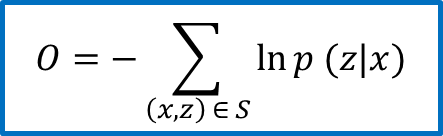 O = − ∑ ln p (z|x)
(x,z) ∈ S